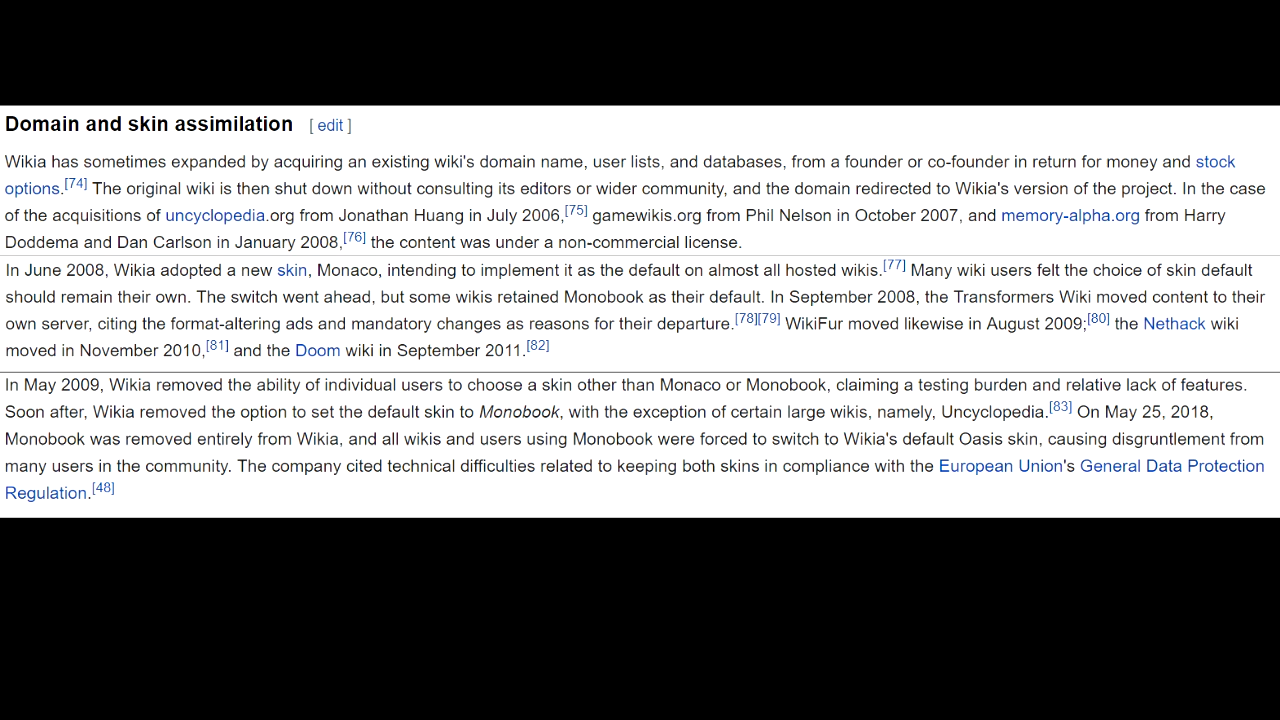 Domain and skin assimilation [ edit ]
Wikia has sometimes expanded by acquiring an existing wiki's domain name, user lists, and databases, from a founder or co-founder in return for money and stock
options.[74] The original wiki is then shut down without consulting its editors or wider community, and the domain redirected to Wikia's version of the project. In the case
of the acquisitions of uncyclopedia.org from Jonathan Huang in July 2006,[75] gamewikis.org from Phil Nelson in October 2007, and memory-alpha.org from Harry
Doddema and Dan Carlson in January 2008,[76] the content was under a non-commercial license.
In June 2008, Wikia adopted a new skin, Monaco, intending to implement it as the default on almost all hosted wikis.[77] Many wiki users felt the choice of skin default
should remain their own. The switch went ahead, but some wikis retained Monobook as their default. In September 2008, the Transformers Wiki moved content to their
own server, citing the format-altering ads and mandatory changes as reasons for their departure.[78][79] WikiFur moved likewise in August 2009;[80] the Nethack wiki
moved in November 2010,[81] and the Doom wiki in September 2011.[82]
In May 2009, Wikia removed the ability of individual users to choose a skin other than Monaco or Monobook, claiming a testing burden and relative lack of features.
Soon after, Wikia removed the option to set the default skin to Monobook, with the exception of certain large wikis, namely, Uncyclopedia.[83] On May 25, 2018,
Monobook was removed entirely from Wikia, and all wikis and users using Monobook were forced to switch to Wikia's default Oasis skin, causing disgruntlement from
many users in the community. The company cited technical difficulties related to keeping both skins in compliance with the European Union's General Data Protection
Regulation.[48]